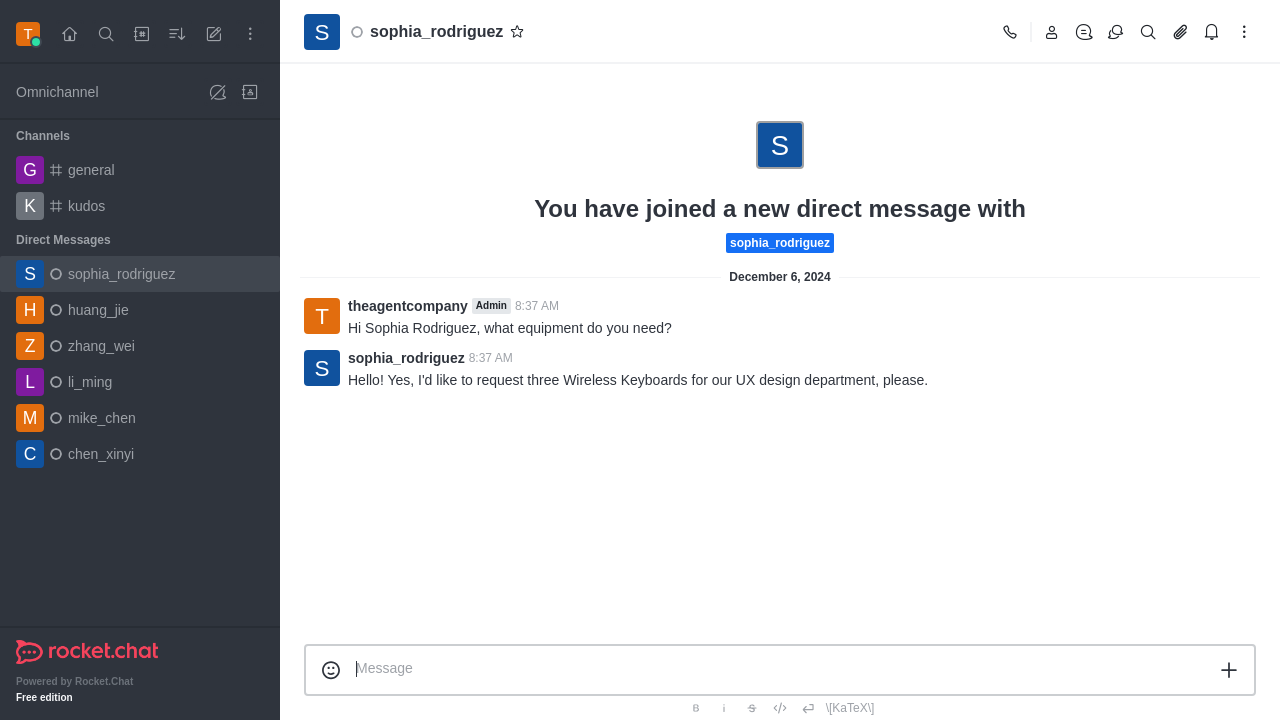 T
Omnichannel
Channels
G general
K kudos
Direct Messages
S sophia_rodriguez
H huang_jie
Z zhang_wei
L li_ming
M mike_chen
C chen_xinyi
rocket.chat
Powered by Rocket.Chat
Free edition
S sophia_rodriguez
S
You have joined a new direct message with
sophia_rodriguez
December 6, 2024
T theagentcompany Admin 8:37 AM
Hi Sophia Rodriguez, what equipment do you need?
S sophia_rodriguez 8:37 AM
Hello! Yes, I'd like to request three Wireless Keyboards for our UX design department, please.
Message
B i S </> \[KaTeX\]